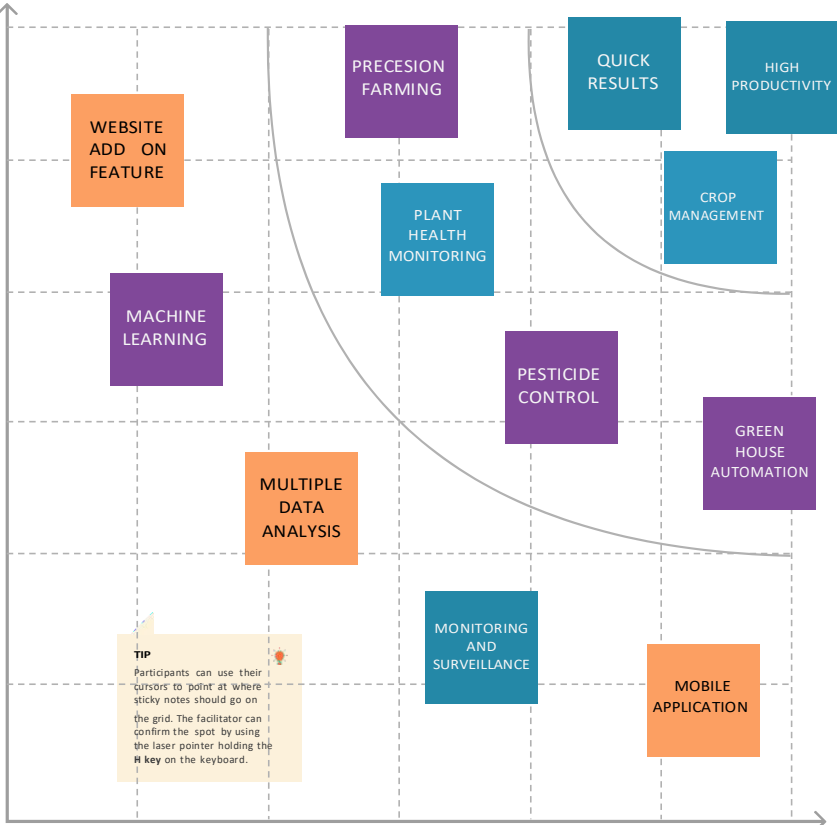 PRECESION
FARMING
QUICK
RESULTS
HIGH
PRODUCTIVITY
WEBSITE
ADD ON
FEATURE
PLANT
HEALTH
MONITORING
CROP
MANAGEMENT
MACHINE
LEARNING
PESTICIDE
CONTROL
GREEN
HOUSE
AUTOMATION
MULTIPLE
DATA
ANALYSIS
MONITORING
AND
SURVEILLANCE
MOBILE
APPLICATION
TIP
Participants can use their
cursors to point at where
sticky notes should go on
the grid. The facilitator can
confirm the spot by using
the laser pointer holding the
H key on the keyboard.